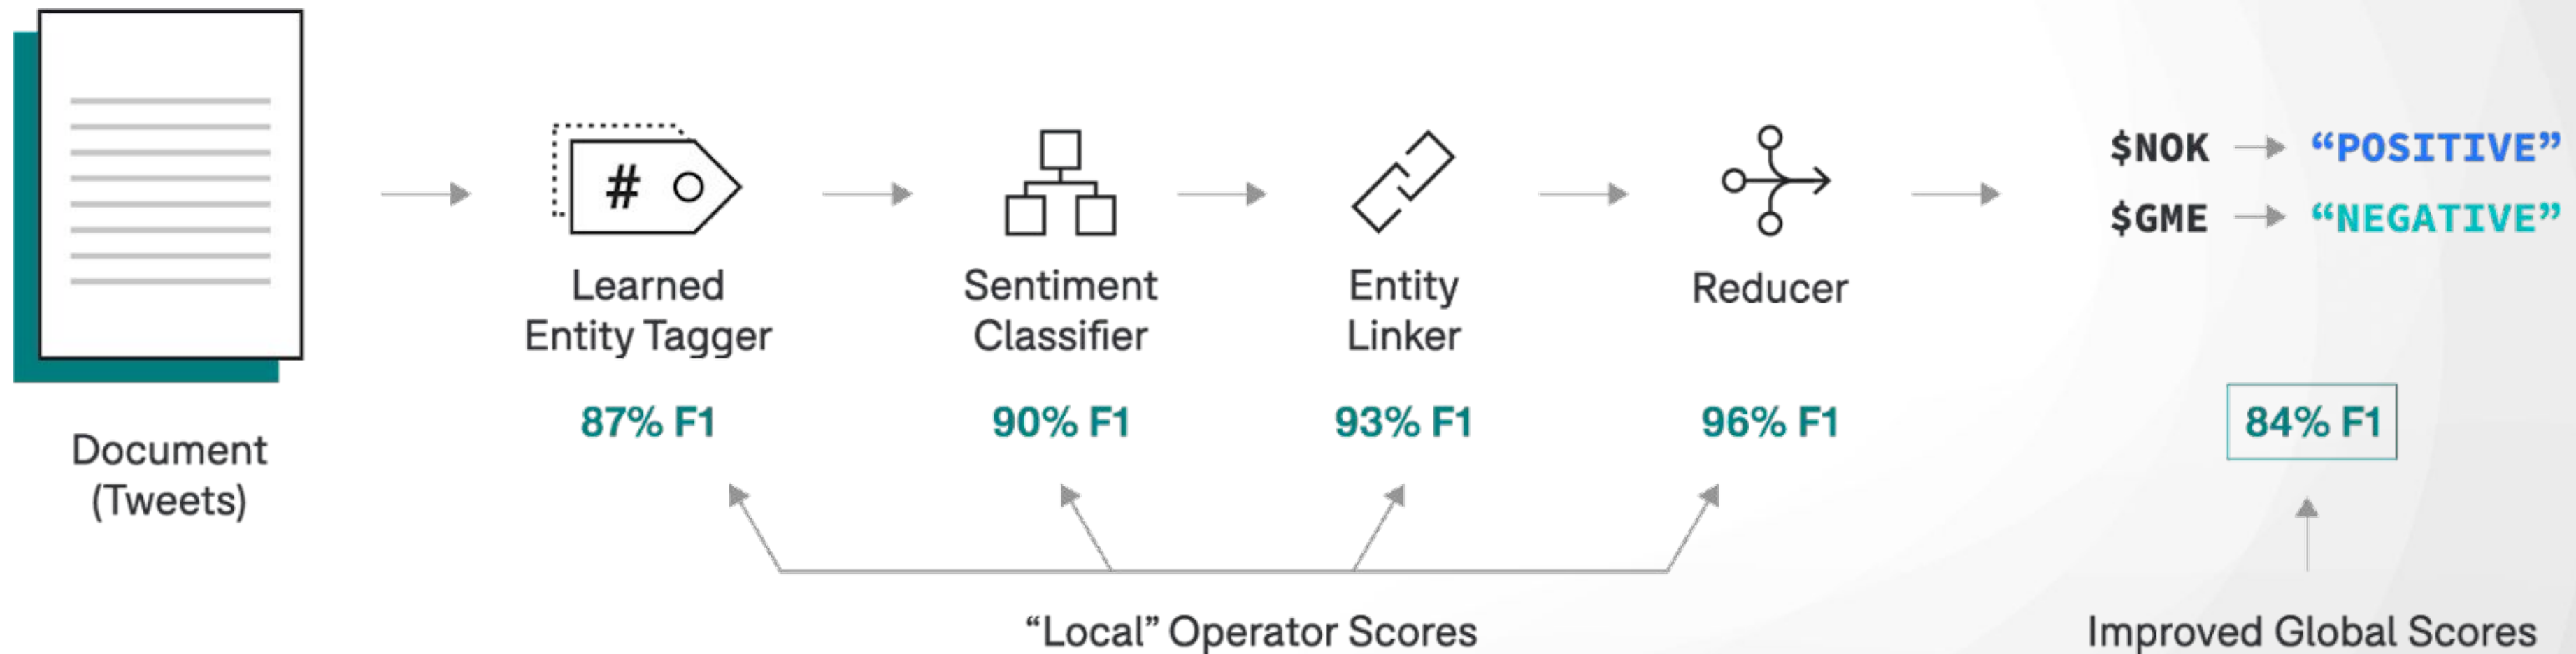 Document
(Tweets)
#
Learned
Entity Tagger
87% F1
Sentiment
Classifier
90% F1
Entity
Linker
93% F1
Reducer
96% F1
$NOK “POSITIVE”
$GME “NEGATIVE”
84% F1
“Local” Operator Scores
Improved Global Scores